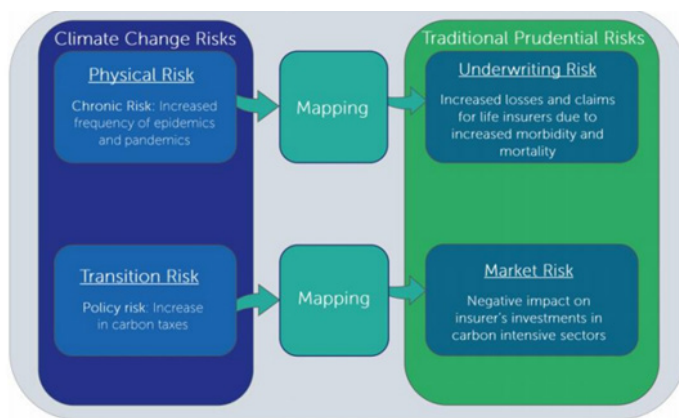 Climate Change Risks
Traditional Prudential Risks
Physical Risk
Chronic Risk: Increased
frequency of epidemics
and pandemics
Mapping
Underwriting Risk
Increased losses and claims
for life insurers due to
increased morbidity and
mortality
Transition Risk
Policy risk: Increase
in carbon taxes
Mapping
Market Risk
Negative impact on
insurer's investments in
carbon intensive sectors